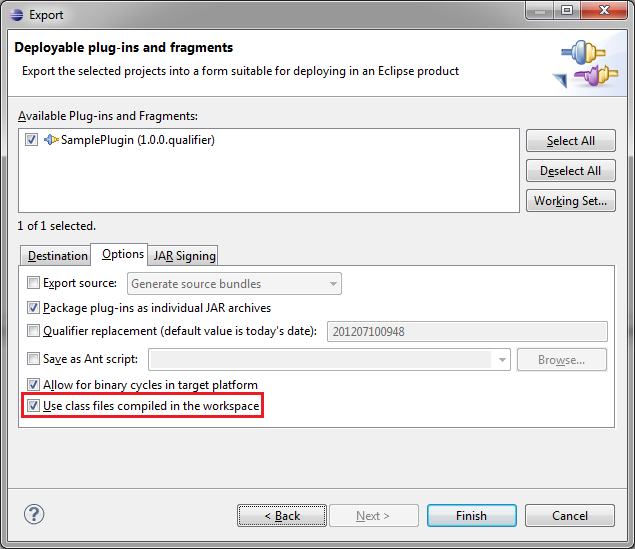 Export
Deployable plug-ins and fragments
Export the selected projects into a form suitable for deploying in an Eclipse product
Available Plug-ins and Fragments:
SamplePlugin (1.0.0.qualifier)
Select All
Deselect All
Working Set...
1 of 1 selected.
Destination Options JAR Signing
Export source: Generate source bundles
Package plug-ins as individual JAR archives
Qualifier replacement (default value is today's date): 201207100948
Save as Ant script: Browse...
Allow for binary cycles in target platform
Use class files compiled in the workspace
? < Back Next > Finish Cancel